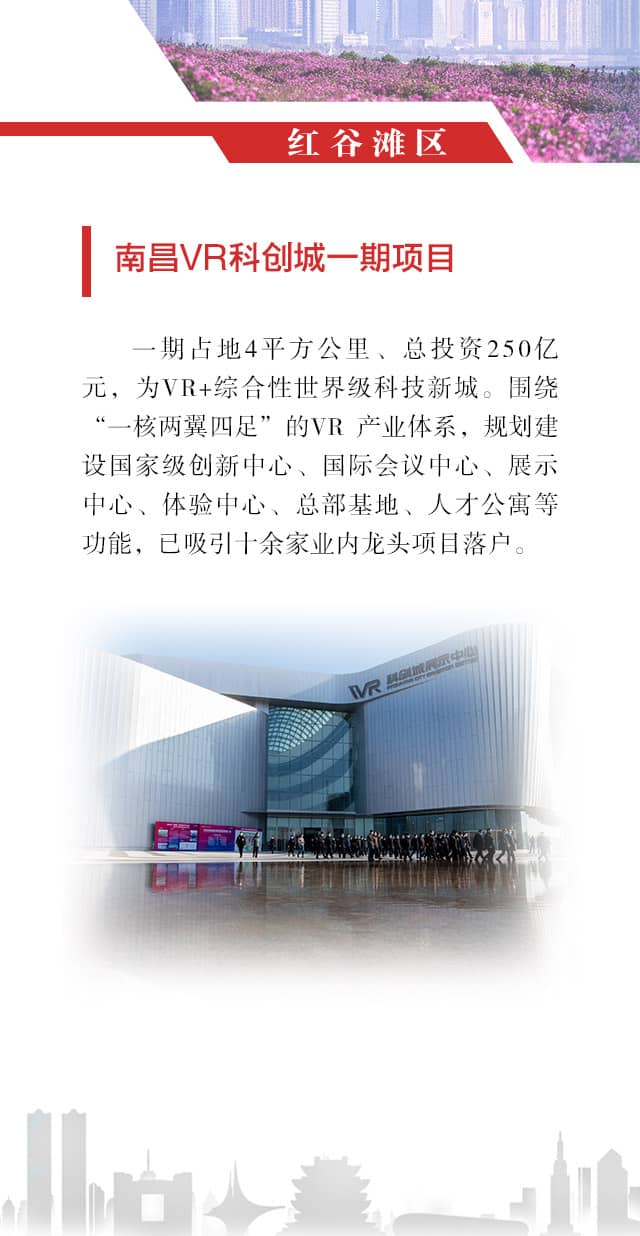 红谷滩区
南昌VR科创城一期项目
一期占地4平方公里、总投资250亿
元，为VR+综合性世界级科技新城。围绕
“一核两翼四足”的VR 产业体系，规划建
设国家级创新中心、国际会议中心、展示
中心、体验中心、总部基地、人才公寓等
功能，已吸引十余家业内龙头项目落户。
VR 科创城展示中心